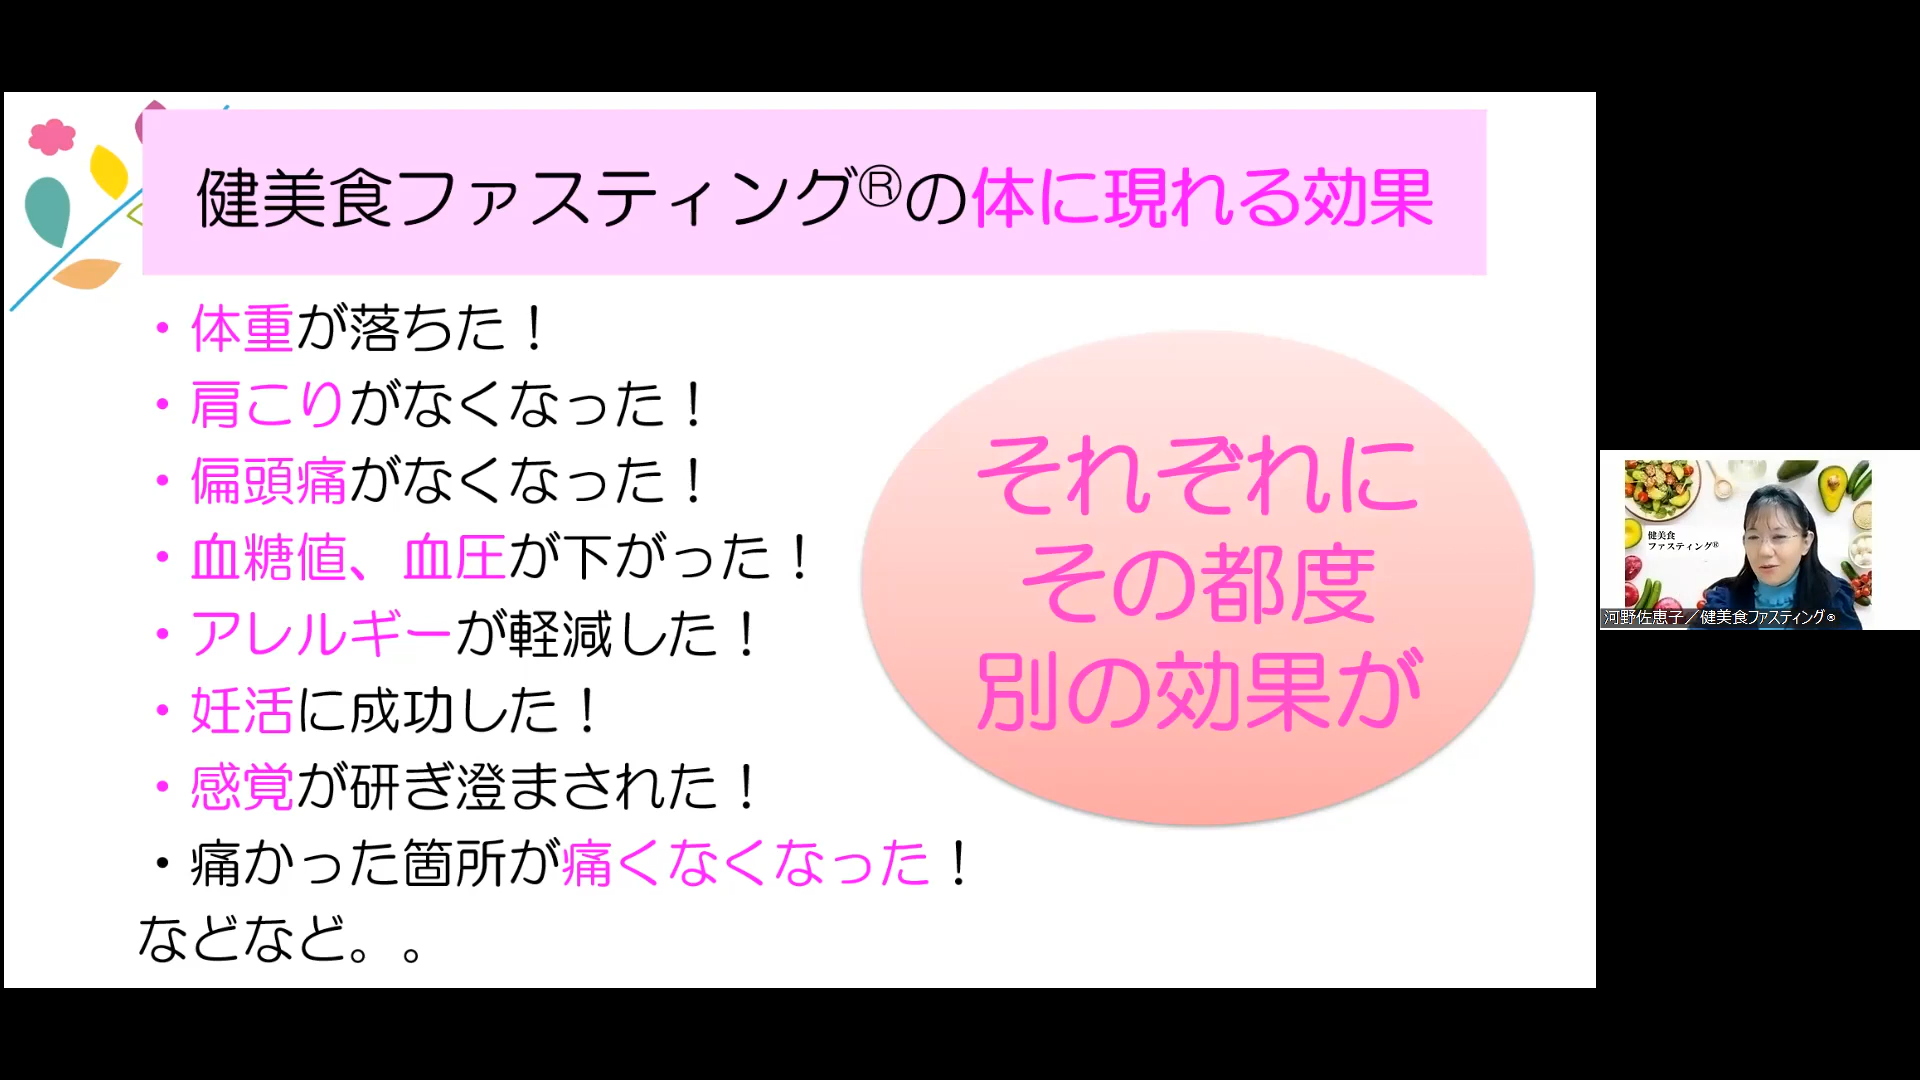 健美食ファスティング®の体に現れる効果
・体重が落ちた！
・肩こりがなくなった！
・偏頭痛がなくなった！
・血糖値、血圧が下がった！
・アレルギーが軽減した！
・妊活に成功した！
・感覚が研ぎ澄まされた！
・痛かった箇所が痛くなくなった！
などなど。。
それぞれに
その都度
別の効果が
健美食
ファスティング®
河野佐恵子／健美食ファスティング®